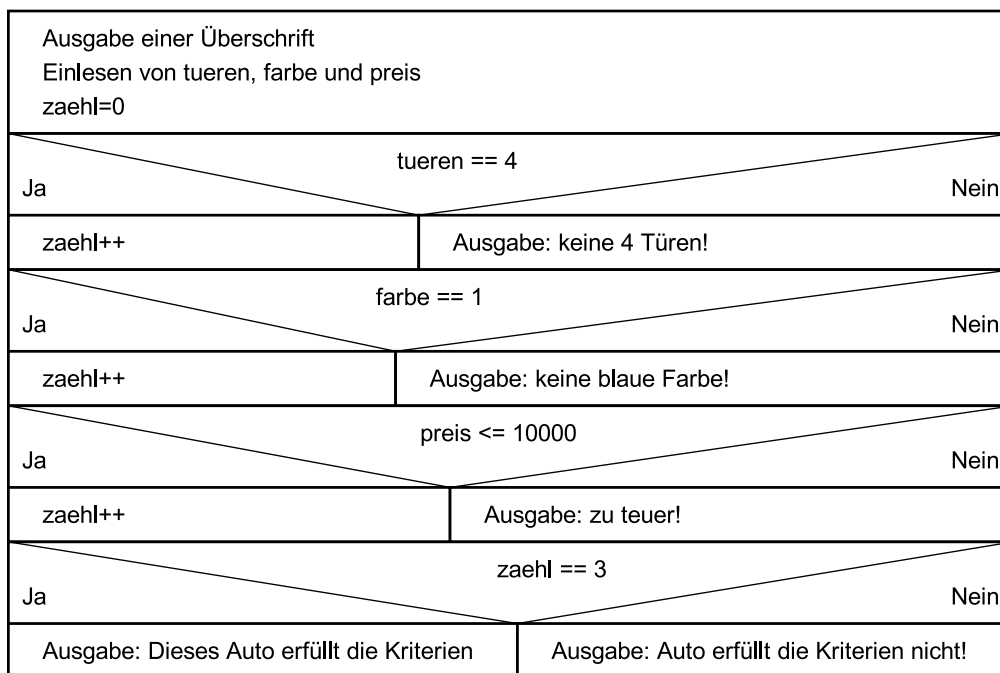 Ausgabe einer Überschrift
Einlesen von tueren, farbe und preis
zaehl=0
tueren == 4
Ja
Nein
zaehl++
Ausgabe: keine 4 Türen!
farbe == 1
Ja
Nein
zaehl++
Ausgabe: keine blaue Farbe!
preis <= 10000
Ja
Nein
zaehl++
Ausgabe: zu teuer!
zaehl == 3
Ja
Nein
Ausgabe: Dieses Auto erfüllt die Kriterien
Ausgabe: Auto erfüllt die Kriterien nicht!